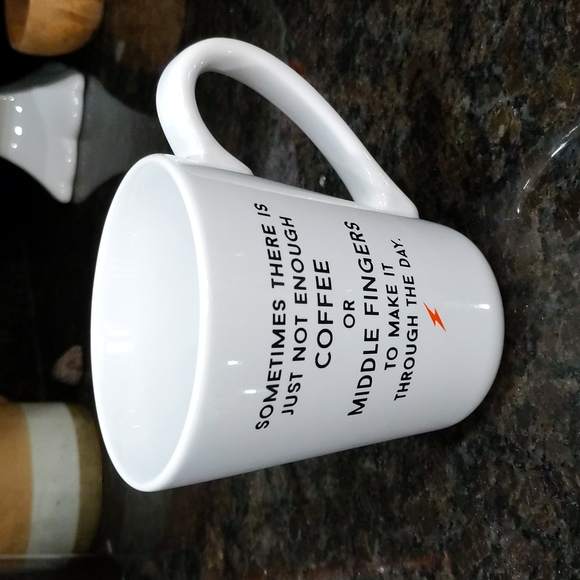 SOMETIMES THERE IS
JUST NOT ENOUGH
COFFEE
OR
MIDDLE FINGERS
TO MAKE IT
THROUGH THE DAY.